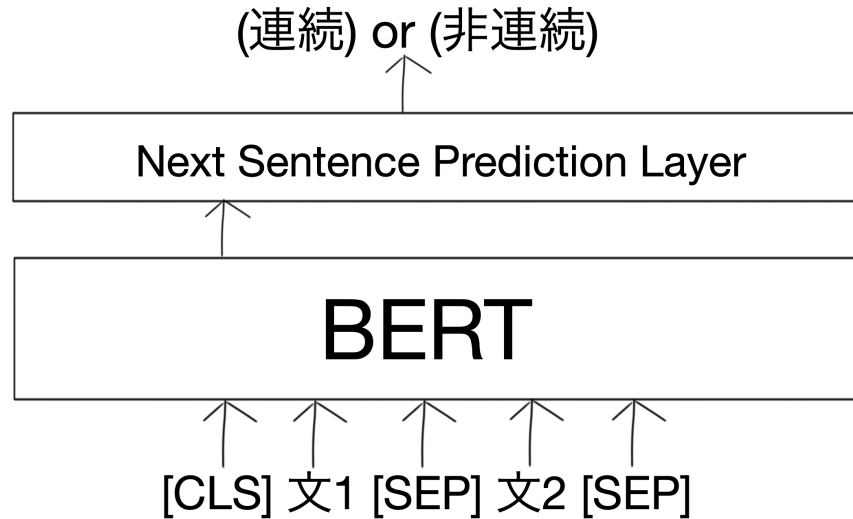 (連続) or (非連続)
Next Sentence Prediction Layer
BERT
[CLS] 文1 [SEP] 文2 [SEP]